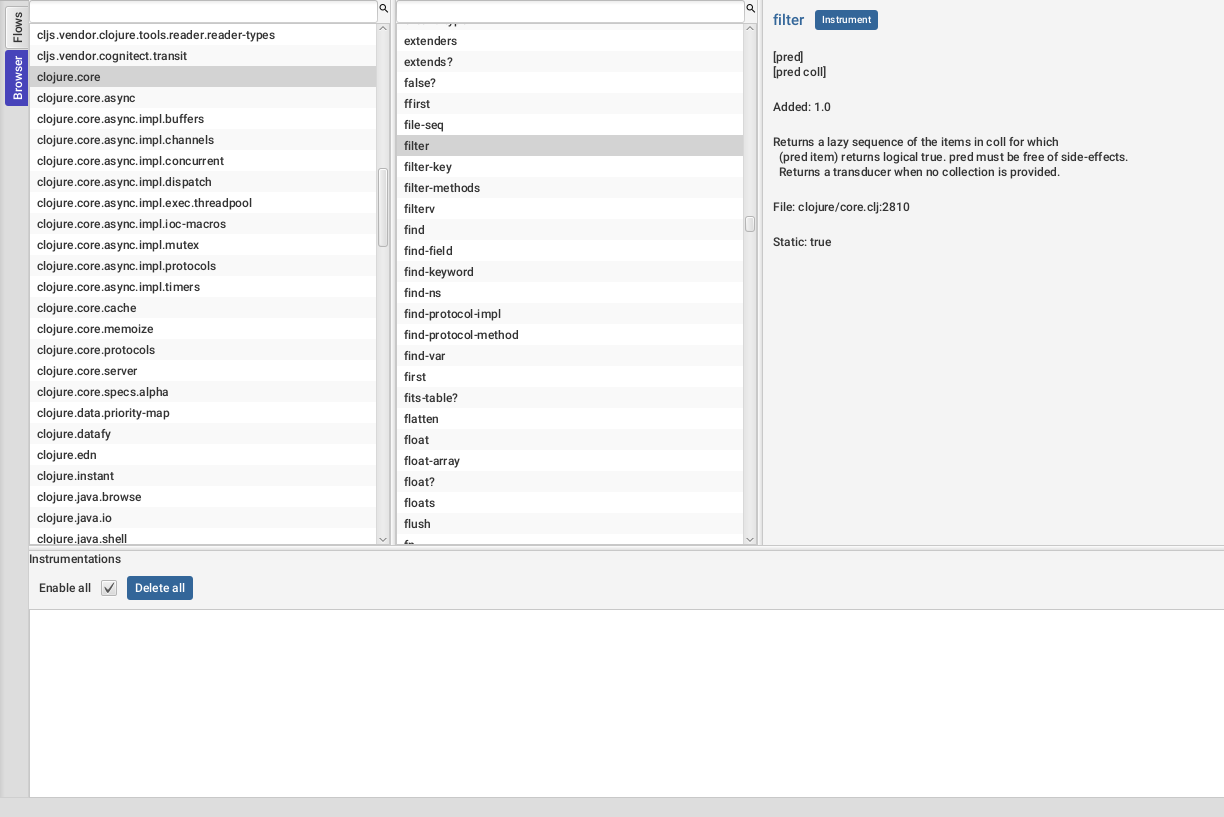 Flows
Browser
cljs.vendor.clojure.tools.reader.reader-types
cljs.vendor.cognitect.transit
clojure.core
clojure.core.async
clojure.core.async.impl.buffers
clojure.core.async.impl.channels
clojure.core.async.impl.concurrent
clojure.core.async.impl.dispatch
clojure.core.async.impl.exec.threadpool
clojure.core.async.impl.ioc-macros
clojure.core.async.impl.mutex
clojure.core.async.impl.protocols
clojure.core.async.impl.timers
clojure.core.cache
clojure.core.memoize
clojure.core.protocols
clojure.core.server
clojure.core.specs.alpha
clojure.data.priority-map
clojure.datafy
clojure.edn
clojure.instant
clojure.java.browse
clojure.java.io
clojure.java.shell
extenders
extends?
false?
ffirst
file-seq
filter
filter-key
filter-methods
filterv
find
find-field
find-keyword
find-ns
find-protocol-impl
find-protocol-method
find-var
first
fits-table?
flatten
float
float-array
float?
floats
flush
filter Instrument
[pred]
[pred coll]
Added: 1.0
Returns a lazy sequence of the items in coll for which
(pred item) returns logical true. pred must be free of side-effects.
Returns a transducer when no collection is provided.
File: clojure/core.clj:2810
Static: true
Instrumentations
Enable all Delete all